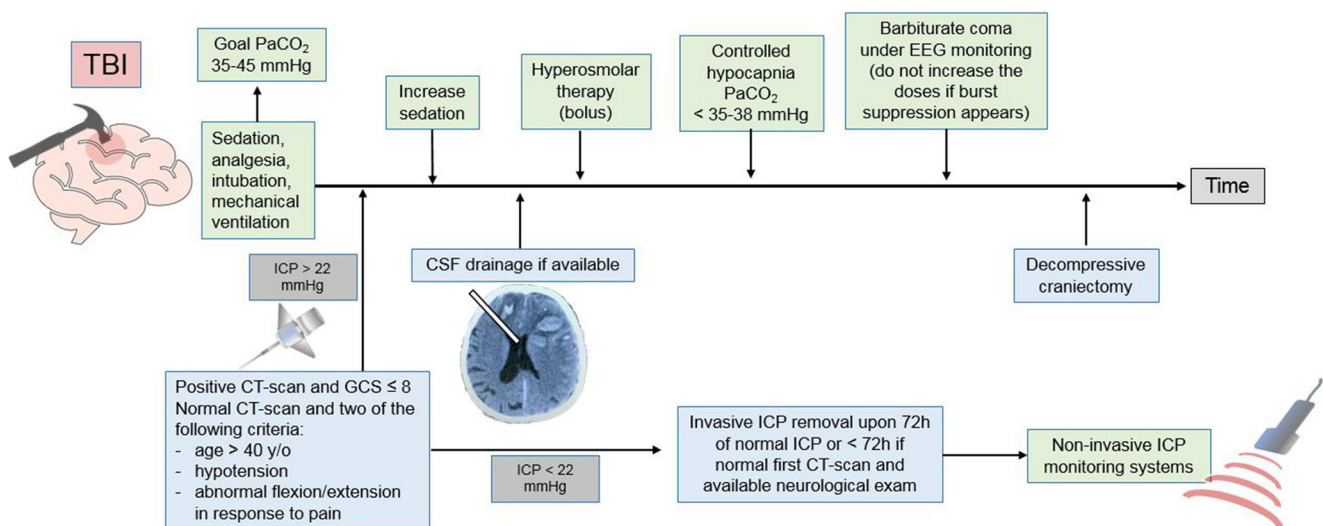 TBI
Goal PaCO₂
35-45 mmHg
Sedation,
analgesia,
intubation,
mechanical
ventilation
Increase
sedation
Hyperosmolar
therapy
(bolus)
Controlled
hypocapnia
PaCO₂
< 35-38 mmHg
Barbiturate coma
under EEG monitoring
(do not increase the
doses if burst
suppression appears)
Time
ICP > 22
mmHg
CSF drainage if available
Decompressive
craniectomy
Positive CT-scan and GCS ≤ 8
Normal CT-scan and two of the
following criteria:
- age > 40 y/o
- hypotension
- abnormal flexion/extension
in response to pain
ICP < 22
mmHg
Invasive ICP removal upon 72h
of normal ICP or < 72h if
normal first CT-scan and
available neurological exam
Non-invasive ICP
monitoring systems